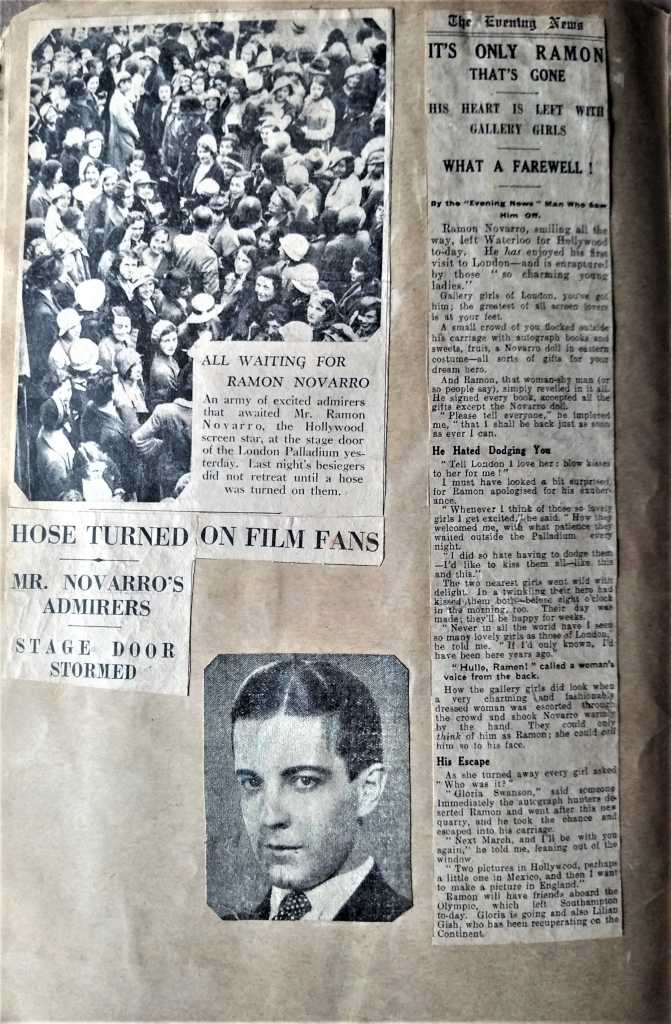 ALL WAITING FOR
RAMON NOVARRO
An army of excited admirers
that awaited Mr. Ramon
Novarro, the Hollywood
screen star, at the stage door
of the London Palladium yes-
terday. Last night's besiegers
did not retreat until a hose
was turned on them.
HOSE TURNED ON FILM FANS
MR. NOVARRO'S
ADMIRERS
STAGE DOOR
STORMED
The Evening News
IT'S ONLY RAMON
THAT'S GONE
HIS HEART IS LEFT WITH
GALLERY GIRLS
WHAT A FAREWELL !
By the "Evening News" Man Who Saw
Him Off.
Ramon Novarro, smiling all the
way, left Waterloo for Hollywood
to-day. He has enjoyed his first
visit to London—and is enraptured
by those "so charming young
ladies."
Gallery girls of London, you've got
him; the greatest of all screen lovers
is at your feet.
A small crowd of you flocked outside
his carriage with autograph books and
sweets, fruit, a Novarro doll in eastern
costume—all sorts of gifts for your
dream hero.
And Ramon, that woman-shy man (or
so people say), simply revelled in it all.
He signed every book, accepted all the
gifts except the Novarro doll.
"Please tell everyone," he implored
me, "that I shall be back just as soon
as ever I can.
He Hated Dodging You
"Tell London I love her: blow kisses
to her for me!"
I must have looked a bit surprised,
for Ramon apologised for his exuber-
ance.
"Whenever I think of those so lovely
girls I get excited," he said. "How they
welcomed me, with what patience they
waited outside the Palladium every
night.
"I did so hate having to dodge them
—I'd like to kiss them all—like this
and this."
The two nearest girls went wild with
delight. In a twinkling their hero had
kissed them both—before eight o'clock
in the morning, too. Their day was
made; they'll be happy for weeks.
"Never in all the world have I seen
so many lovely girls as those of London,"
he told me. "If I'd only known, I'd
have been here years ago."
"Hullo, Ramon!" called a woman's
voice from the back.
How the gallery girls did look when
a very charming and fashionably
dressed woman was escorted through
the crowd and shook Novarro warmly
by the hand. They could only
think of him as Ramon; she could call
him so to his face.
His Escape
As she turned away every girl asked
"Who was it?"
"Gloria Swanson," said someone
Immediately the autograph hunters de-
serted Ramon and went after this new
quarry, and he took the chance and
escaped into his carriage.
"Next March, and I'll be with you
again," he told me, leaning out of the
window.
"Two pictures in Hollywood, perhaps
a little one in Mexico, and then I want
to make a picture in England."
Ramon will have friends aboard the
Olympic, which left Southampton
to-day. Gloria is going and also Lilian
Gish, who has been recuperating on the
Continent.